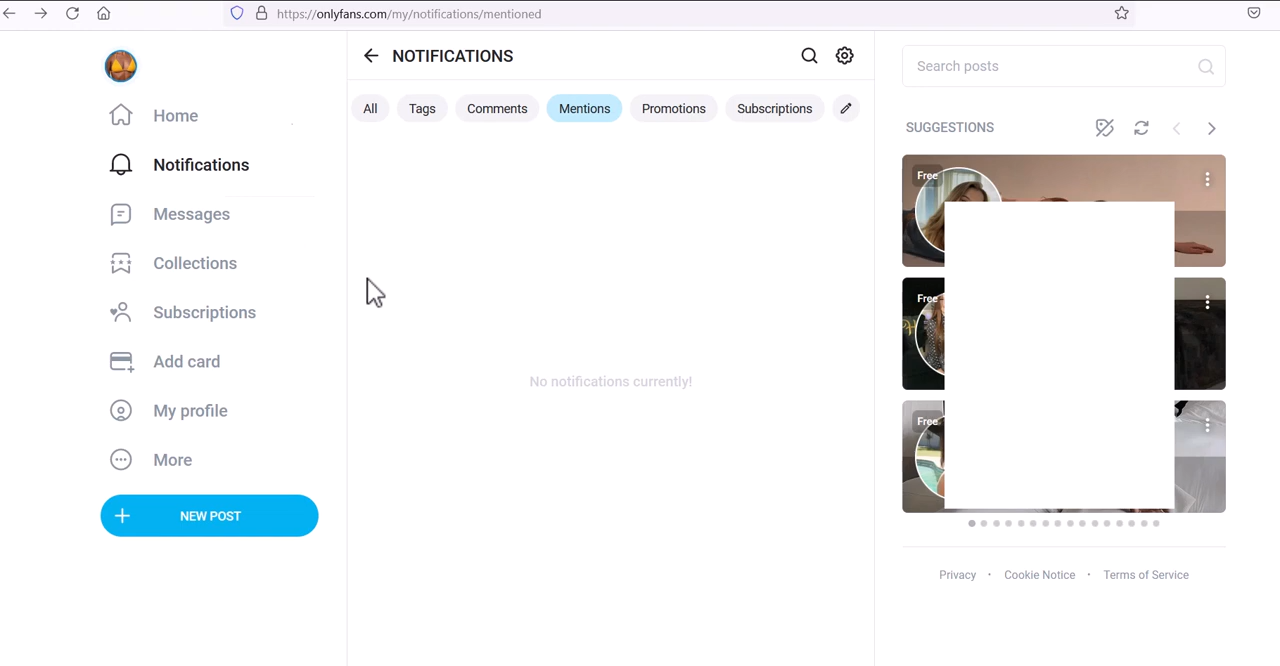 https://onlyfans.com/my/notifications/mentioned
Home
Notifications
Messages
Collections
Subscriptions
Add card
My profile
More
NEW POST
NOTIFICATIONS
All
Tags
Comments
Mentions
Promotions
Subscriptions
No notifications currently!
Search posts
SUGGESTIONS
Free
Free
Free
Privacy • Cookie Notice • Terms of Service